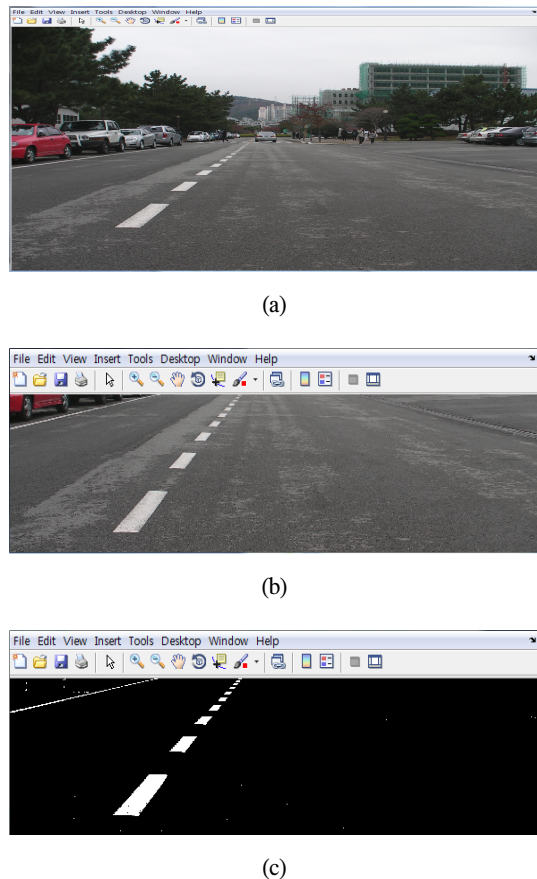 File Edit View Insert Tools Desktop Window Help
(a)
File Edit View Insert Tools Desktop Window Help
(b)
File Edit View Insert Tools Desktop Window Help
(c)